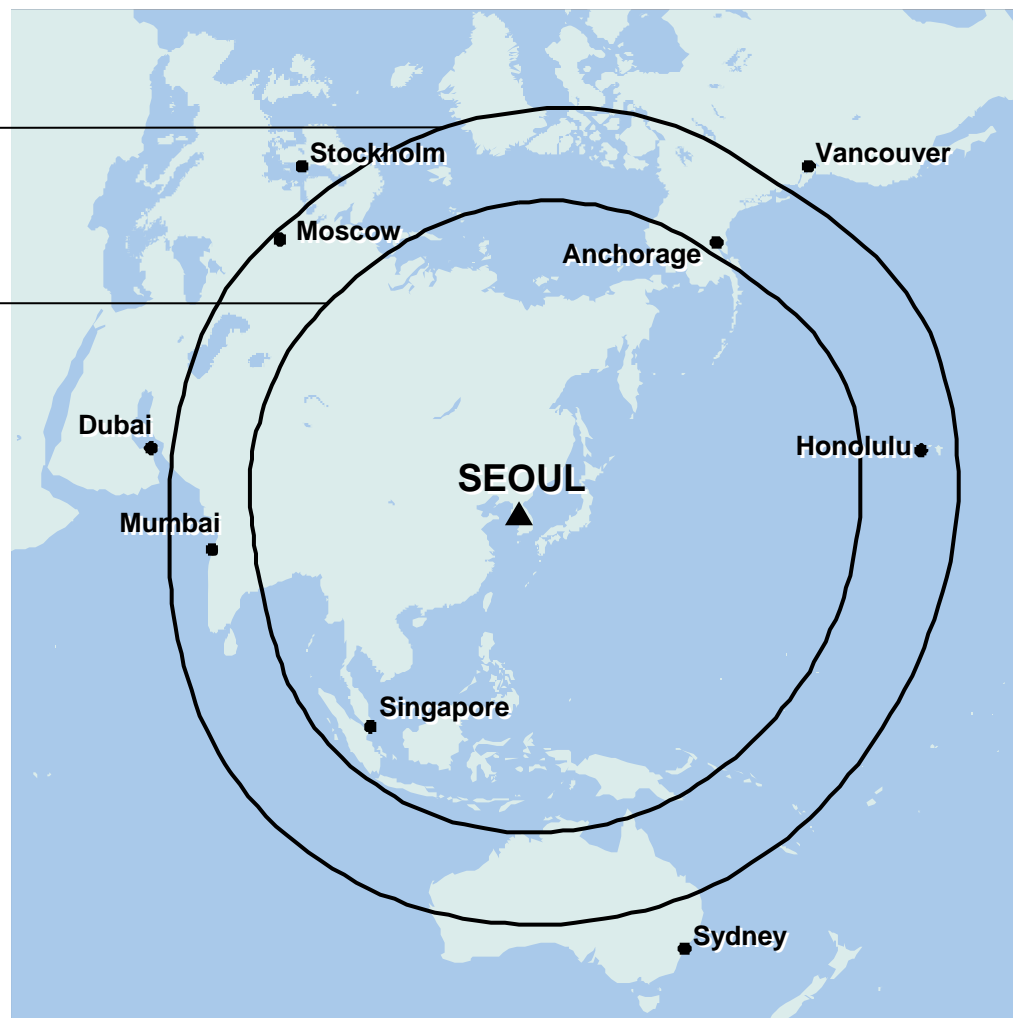 Stockholm
Vancouver
Moscow
Anchorage
Dubai
Honolulu
SEOUL
Mumbai
Singapore
Sydney